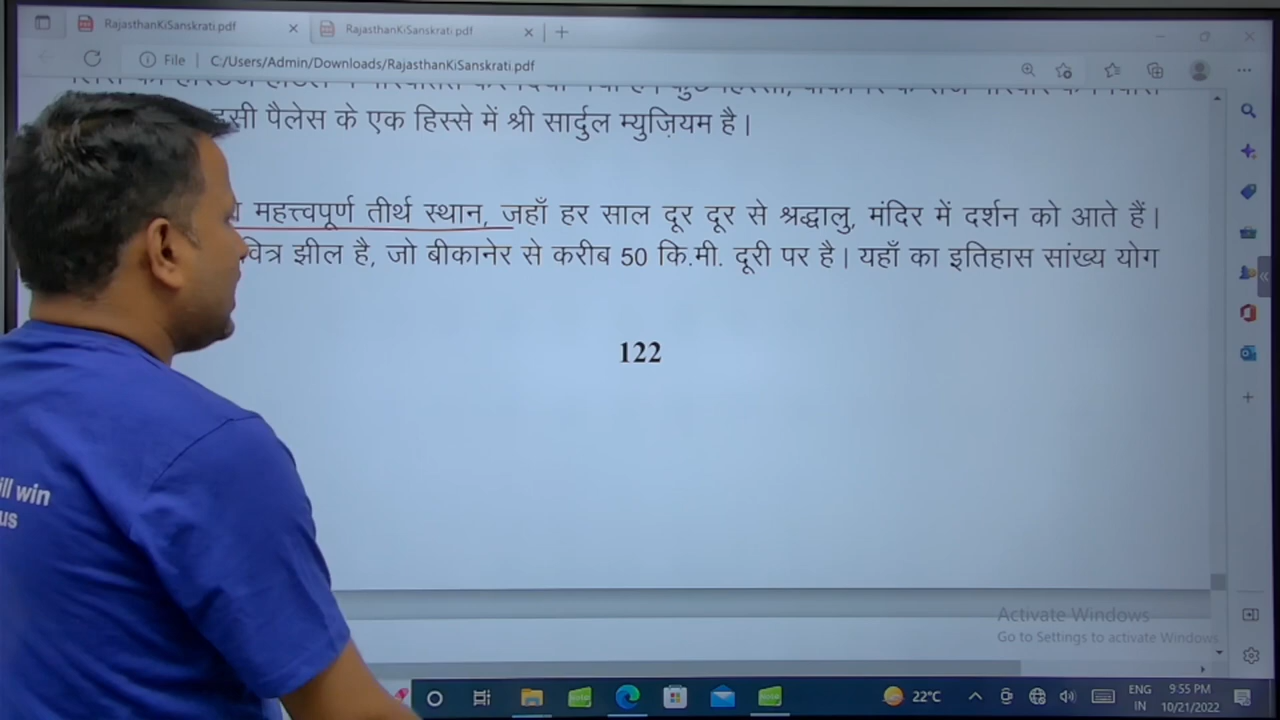 RajasthanKiSanskrati.pdf
RajasthanKiSanskrati.pdf
File
C:/Users/Admin/Downloads/RajasthanKiSanskrati.pdf
इसी पैलेस के एक हिस्से में श्री सार्दुल म्युज़ियम है |
महत्त्वपूर्ण तीर्थ स्थान, जहाँ हर साल दूर दूर से श्रद्धालु, मंदिर में दर्शन को आते हैं |
झील है, जो बीकानेर से करीब 50 कि.मी. दूरी पर है | यहाँ का इतिहास सांख्य योग
122
ill win
us
Activate Windows
Go to Settings to activate Windows
22°C
ENG
IN
9:55 PM
10/21/2022